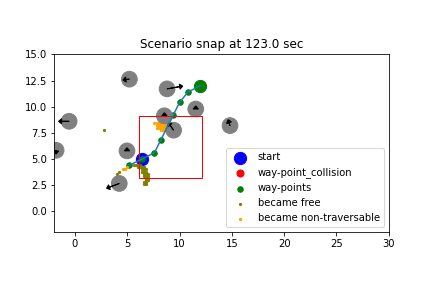 Scenario snap at 123.0 sec
15.0
12.5
10.0
7.5
5.0
2.5
0.0
0 5 10 15 20 25 30
start
way-point_collision
way-points
became free
became non-traversable